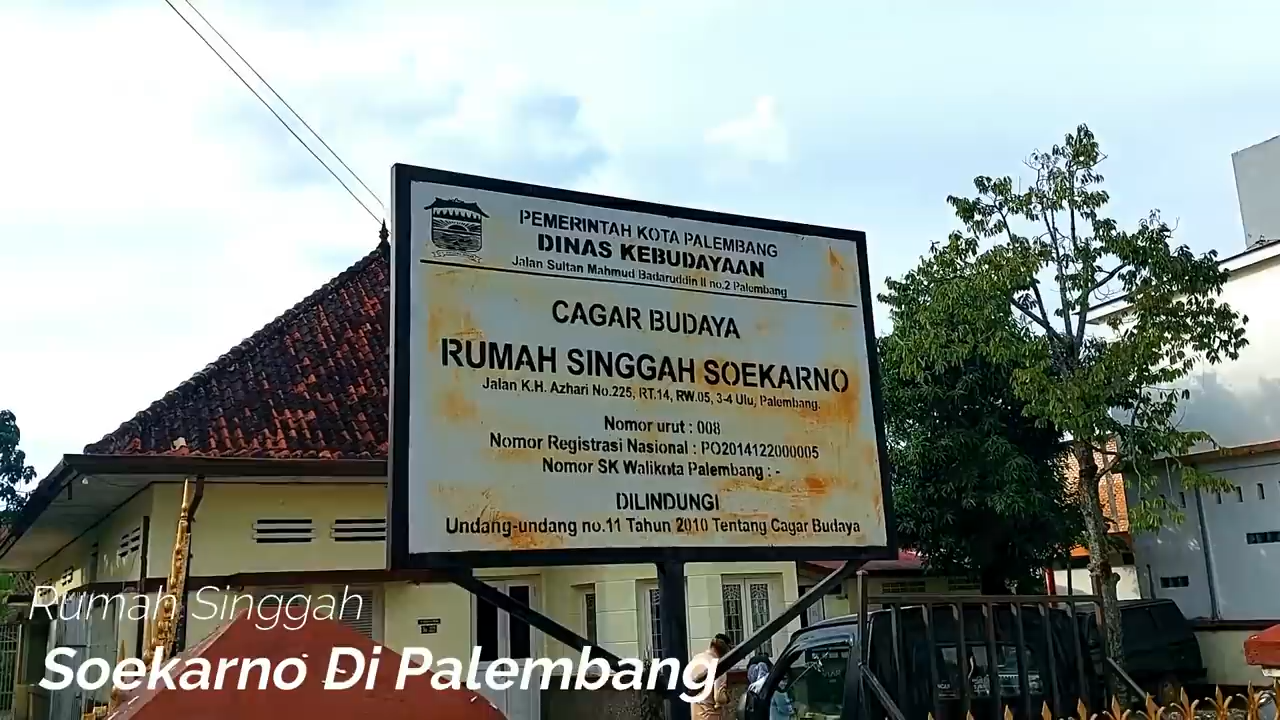 PEMERINTAH KOTA PALEMBANG
DINAS KEBUDAYAAN
Jalan Sultan Mahmud Badaruddin II no.2 Palembang
CAGAR BUDAYA
RUMAH SINGGAH SOEKARNO
Jalan K.H. Azhari No.225, RT.14, RW.05, 3-4 Ulu, Palembang.
Nomor urut : 008
Nomor Registrasi Nasional : PO2014122000005
Nomor SK Walikota Palembang : -
DILINDUNGI
Undang-undang no.11 Tahun 2010 Tentang Cagar Budaya
Rumah Singgah
Soekarno Di Palembang